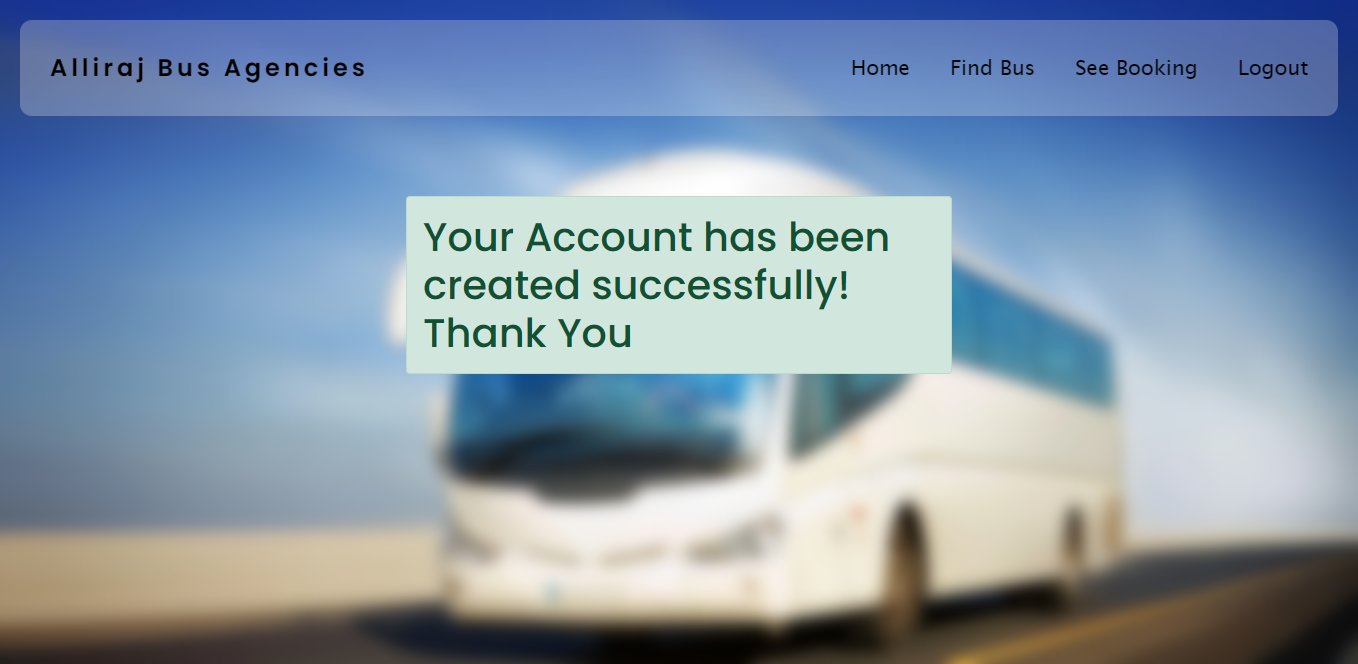 Alliraj Bus Agencies
Home Find Bus See Booking Logout
Your Account has been
created successfully!
Thank You